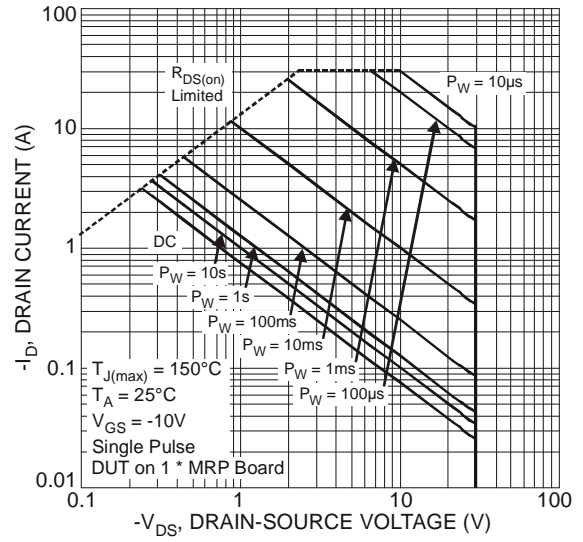 100
10
1
0.1
0.01
0.1
1
10
100
-I_D, DRAIN CURRENT (A)
-V_DS, DRAIN-SOURCE VOLTAGE (V)
R_DS(on)
Limited
P_W = 10µs
DC
P_W = 10s
P_W = 1s
P_W = 100ms
P_W = 10ms
P_W = 1ms
P_W = 100µs
T_J(max) = 150°C
T_A = 25°C
V_GS = -10V
Single Pulse
DUT on 1 * MRP Board